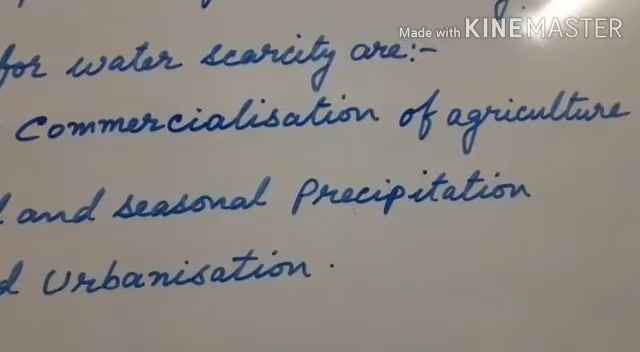 Made with KINEMASTER
for water scarcity are:-
Commercialisation of agriculture
and seasonal Precipitation
Urbanisation.